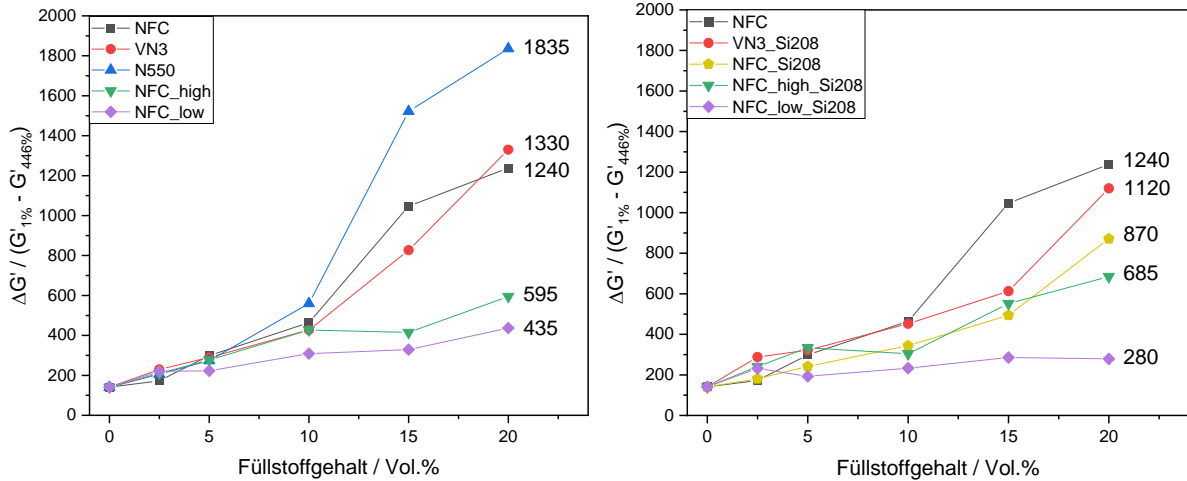 2000
1800
1600
1400
1200
1000
800
600
400
200
0
ΔG' / (G'1% - G'446%)
NFC
VN3
N550
NFC_high
NFC_low
1835
1330
1240
595
435
0 5 10 15 20
Füllstoffgehalt / Vol.%
2000
1800
1600
1400
1200
1000
800
600
400
200
0
ΔG' / (G'1% - G'446%)
NFC
VN3_Si208
NFC_Si208
NFC_high_Si208
NFC_low_Si208
1240
1120
870
685
280
0 5 10 15 20
Füllstoffgehalt / Vol.%